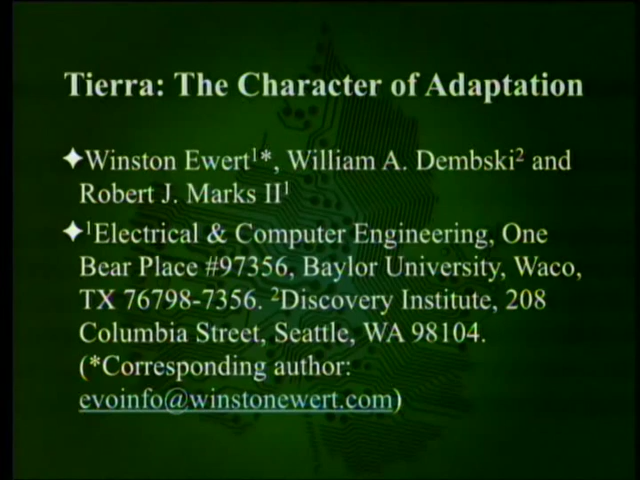 Tierra: The Character of Adaptation
✦Winston Ewert¹*, William A. Dembski² and
Robert J. Marks II¹
✦¹Electrical & Computer Engineering, One
Bear Place #97356, Baylor University, Waco,
TX 76798-7356. ²Discovery Institute, 208
Columbia Street, Seattle, WA 98104.
(*Corresponding author:
evoinfo@winstonewert.com)